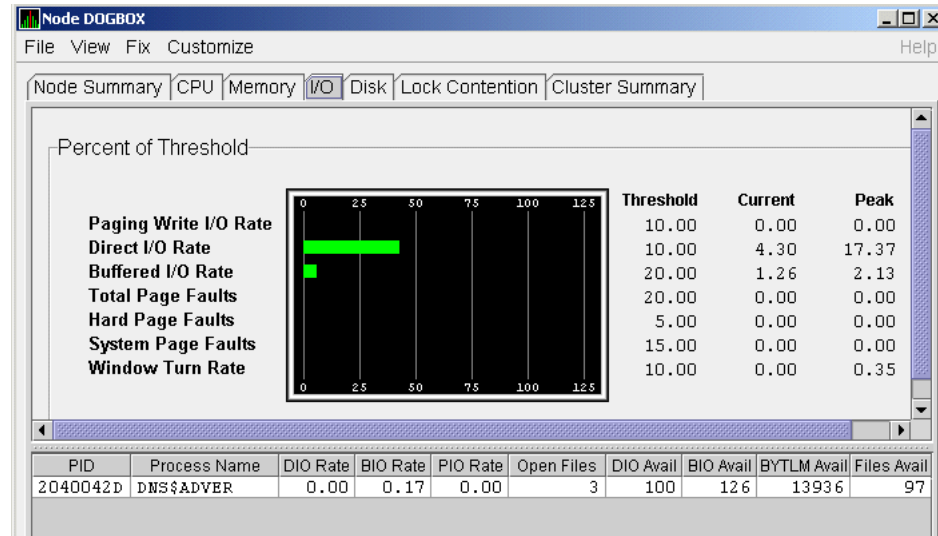 Node DOGBOX
File View Fix Customize Help
Node Summary CPU Memory I/O Disk Lock Contention Cluster Summary
Percent of Threshold
0 25 50 75 100 125 Threshold Current Peak
Paging Write I/O Rate 10.00 0.00 0.00
Direct I/O Rate 10.00 4.30 17.37
Buffered I/O Rate 20.00 1.26 2.13
Total Page Faults 20.00 0.00 0.00
Hard Page Faults 5.00 0.00 0.00
System Page Faults 15.00 0.00 0.00
Window Turn Rate 10.00 0.00 0.35
0 25 50 75 100 125
PID Process Name DIO Rate BIO Rate PIO Rate Open Files DIO Avail BIO Avail BYTLM Avail Files Avail
2040042D DNS$ADVER 0.00 0.17 0.00 3 100 126 13936 97